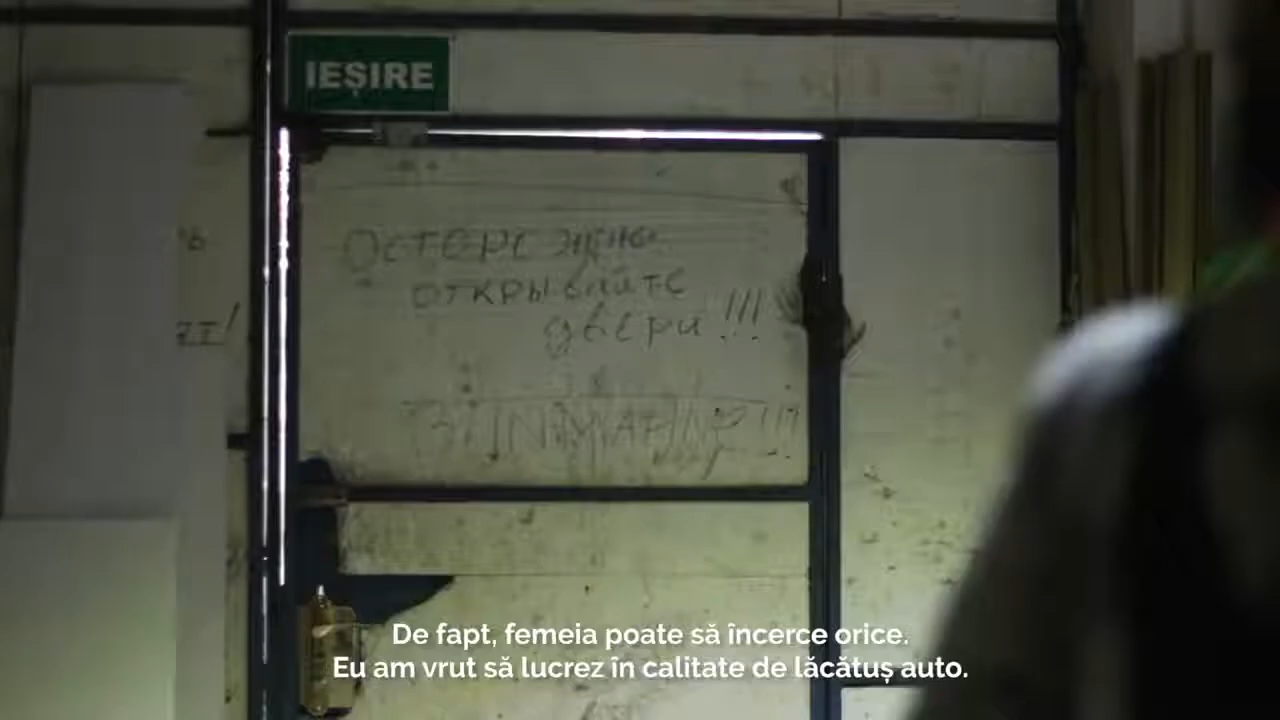 IEȘIRE
Остережно
открывайте
двери!!!
De fapt, femeia poate să încerce orice.
Eu am vrut să lucrez în calitate de lăcătuș auto.